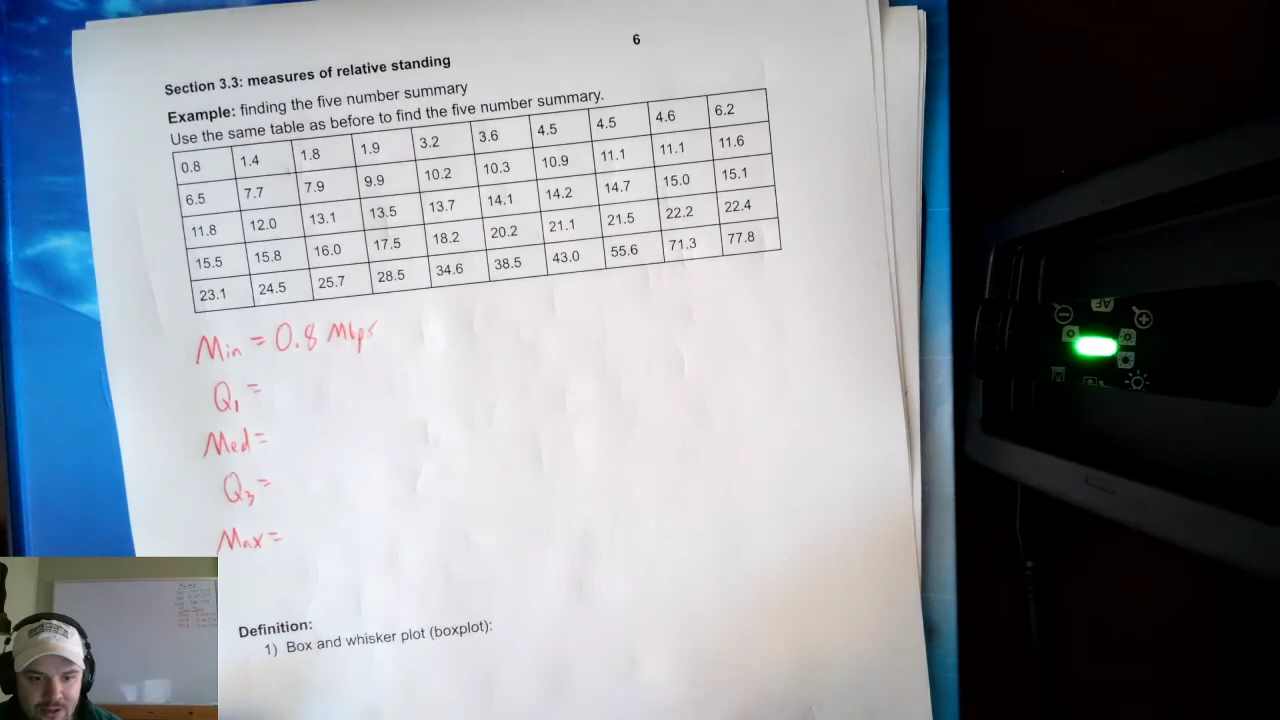 6
Section 3.3: measures of relative standing
Example: finding the five number summary
Use the same table as before to find the five number summary.
0.8 1.4 1.8 1.9 3.2 3.6 4.5 4.5 4.6 6.2
6.5 7.7 7.9 9.9 10.2 10.3 10.9 11.1 11.1 11.6
11.8 12.0 13.1 13.5 13.7 14.1 14.2 14.7 15.0 15.1
15.5 15.8 16.0 17.5 18.2 20.2 21.1 21.5 22.2 22.4
23.1 24.5 25.7 28.5 34.6 38.5 43.0 55.6 71.3 77.8
Min = 0.8 Mbps
Q1 =
Med =
Q3 =
Max =
Definition:
1) Box and whisker plot (boxplot):
AF